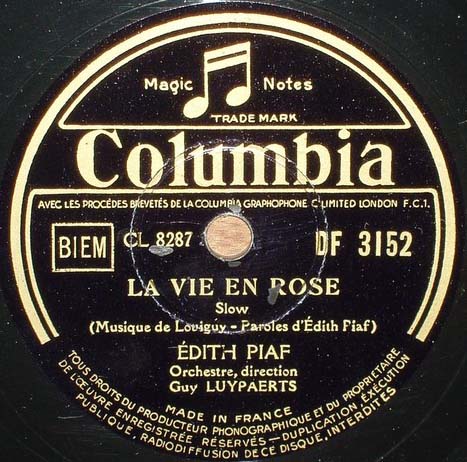 Magic Notes
TRADE MARK
Columbia
AVEC LES PROCÉDÉS BREVETÉS DE LA COLUMBIA GRAPHOPHONE C. LIMITED LONDON F.C.1.
BIEM CL 8287 DF 3152
LA VIE EN ROSE
Slow
(Musique de Louiguy - Paroles d'Édith Piaf)
ÉDITH PIAF
Orchestre, direction
Guy LUYPAERTS
MADE IN FRANCE
TOUS DROITS DU PRODUCTEUR PHONOGRAPHIQUE ET DU PROPRIÉTAIRE
DE L'ŒUVRE ENREGISTRÉE RÉSERVÉS - DUPLICATION, EXÉCUTION
PUBLIQUE, RADIODIFFUSION DE CE DISQUE, INTERDITES